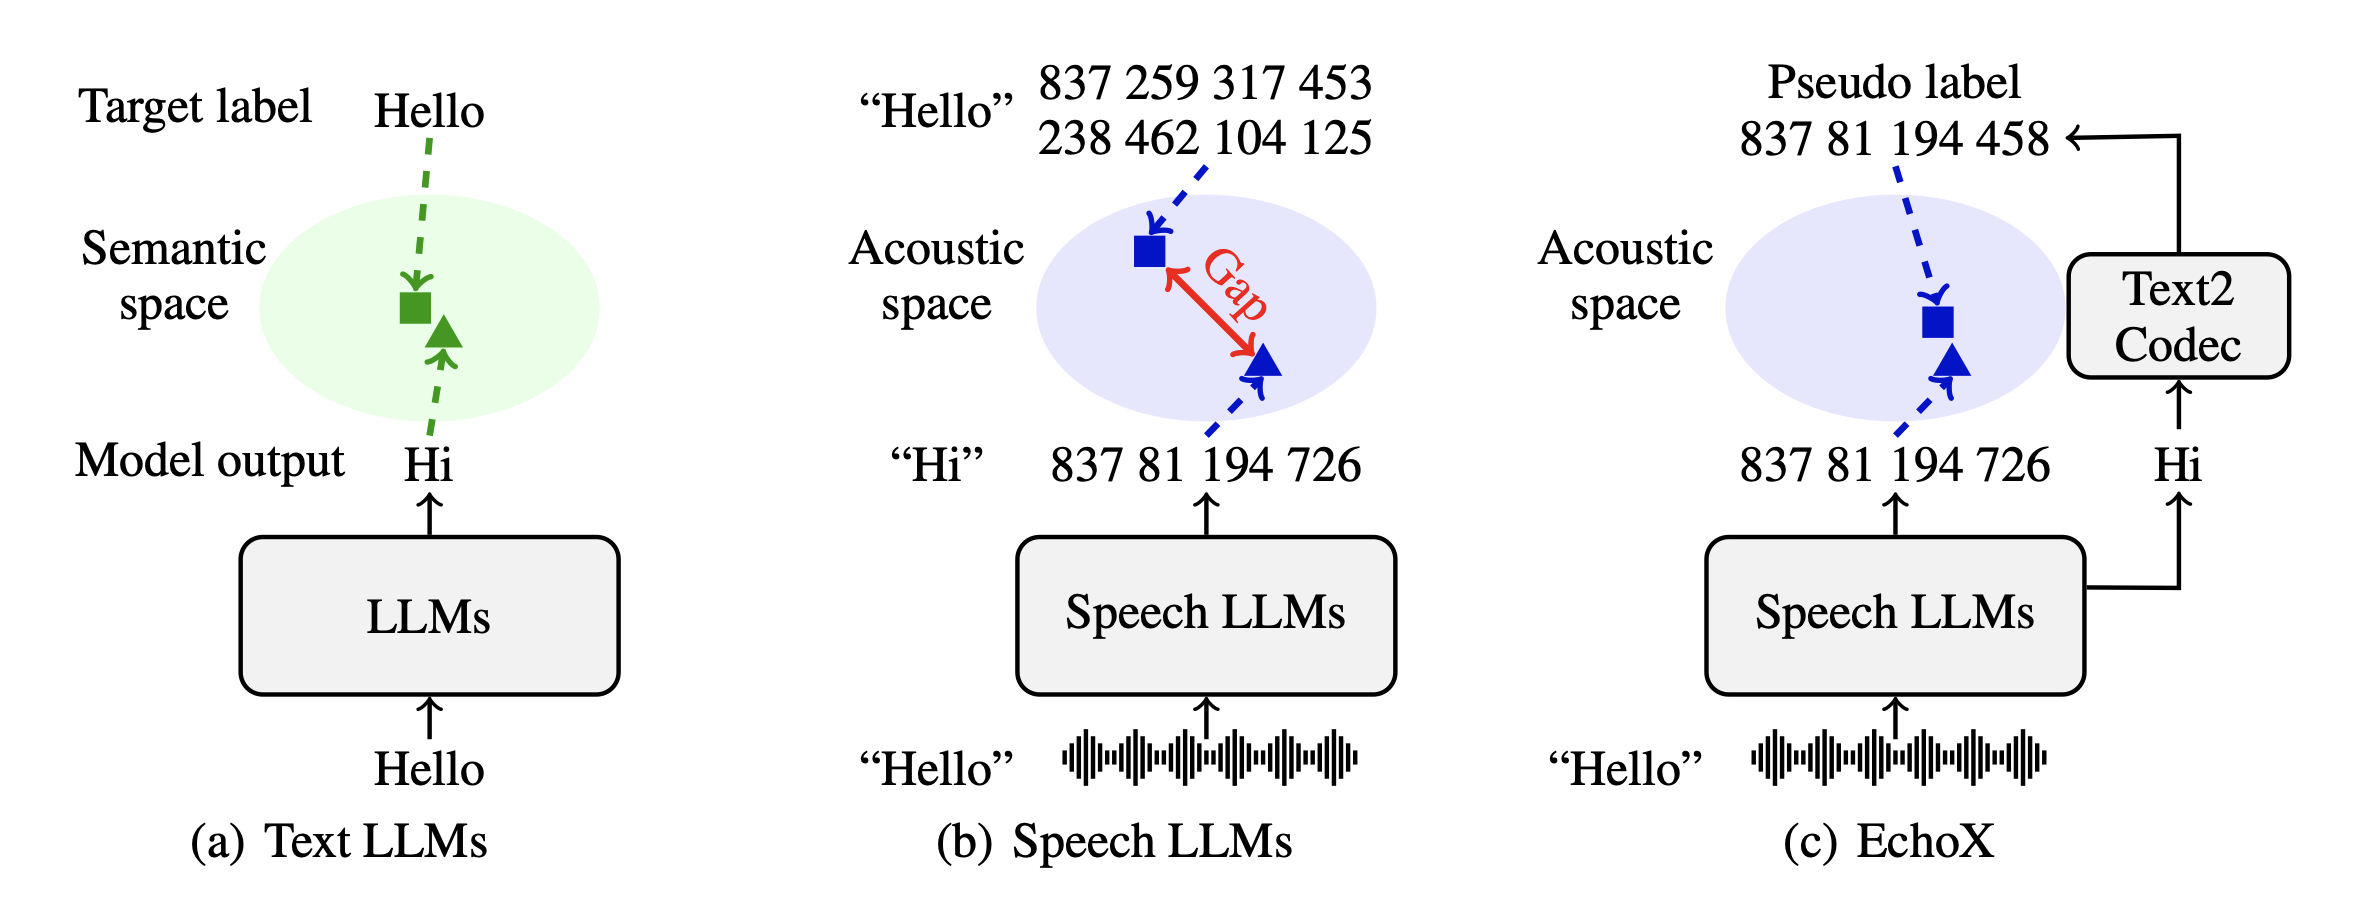 Target label
Hello
Semantic
space
Model output
Hi
LLMs
Hello
(a) Text LLMs
“Hello”
837 259 317 453
238 462 104 125
Acoustic
space
Gap
“Hi”
837 81 194 726
Speech LLMs
“Hello”
(b) Speech LLMs
Pseudo label
837 81 194 458
Acoustic
space
Text2
Codec
837 81 194 726
Hi
Speech LLMs
“Hello”
(c) EchoX